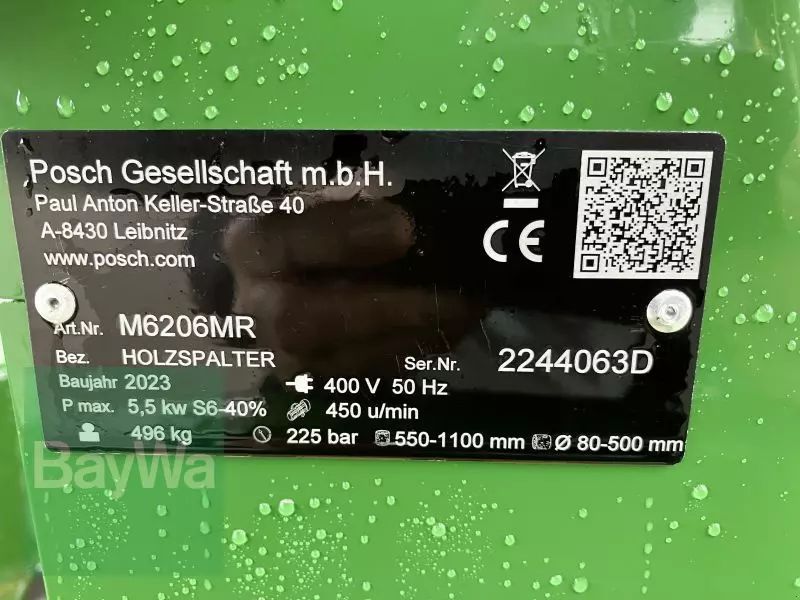 Posch Gesellschaft m.b.H.
Paul Anton Keller-Straße 40
A-8430 Leibnitz
www.posch.com
CE
Art.Nr. M6206MR
Bez. HOLZSPALTER Ser.Nr. 2244063D
Baujahr 2023 400 V 50 Hz
P max. 5,5 kw S6-40% 450 u/min
496 kg 225 bar 550-1100 mm Ø 80-500 mm
BayWa